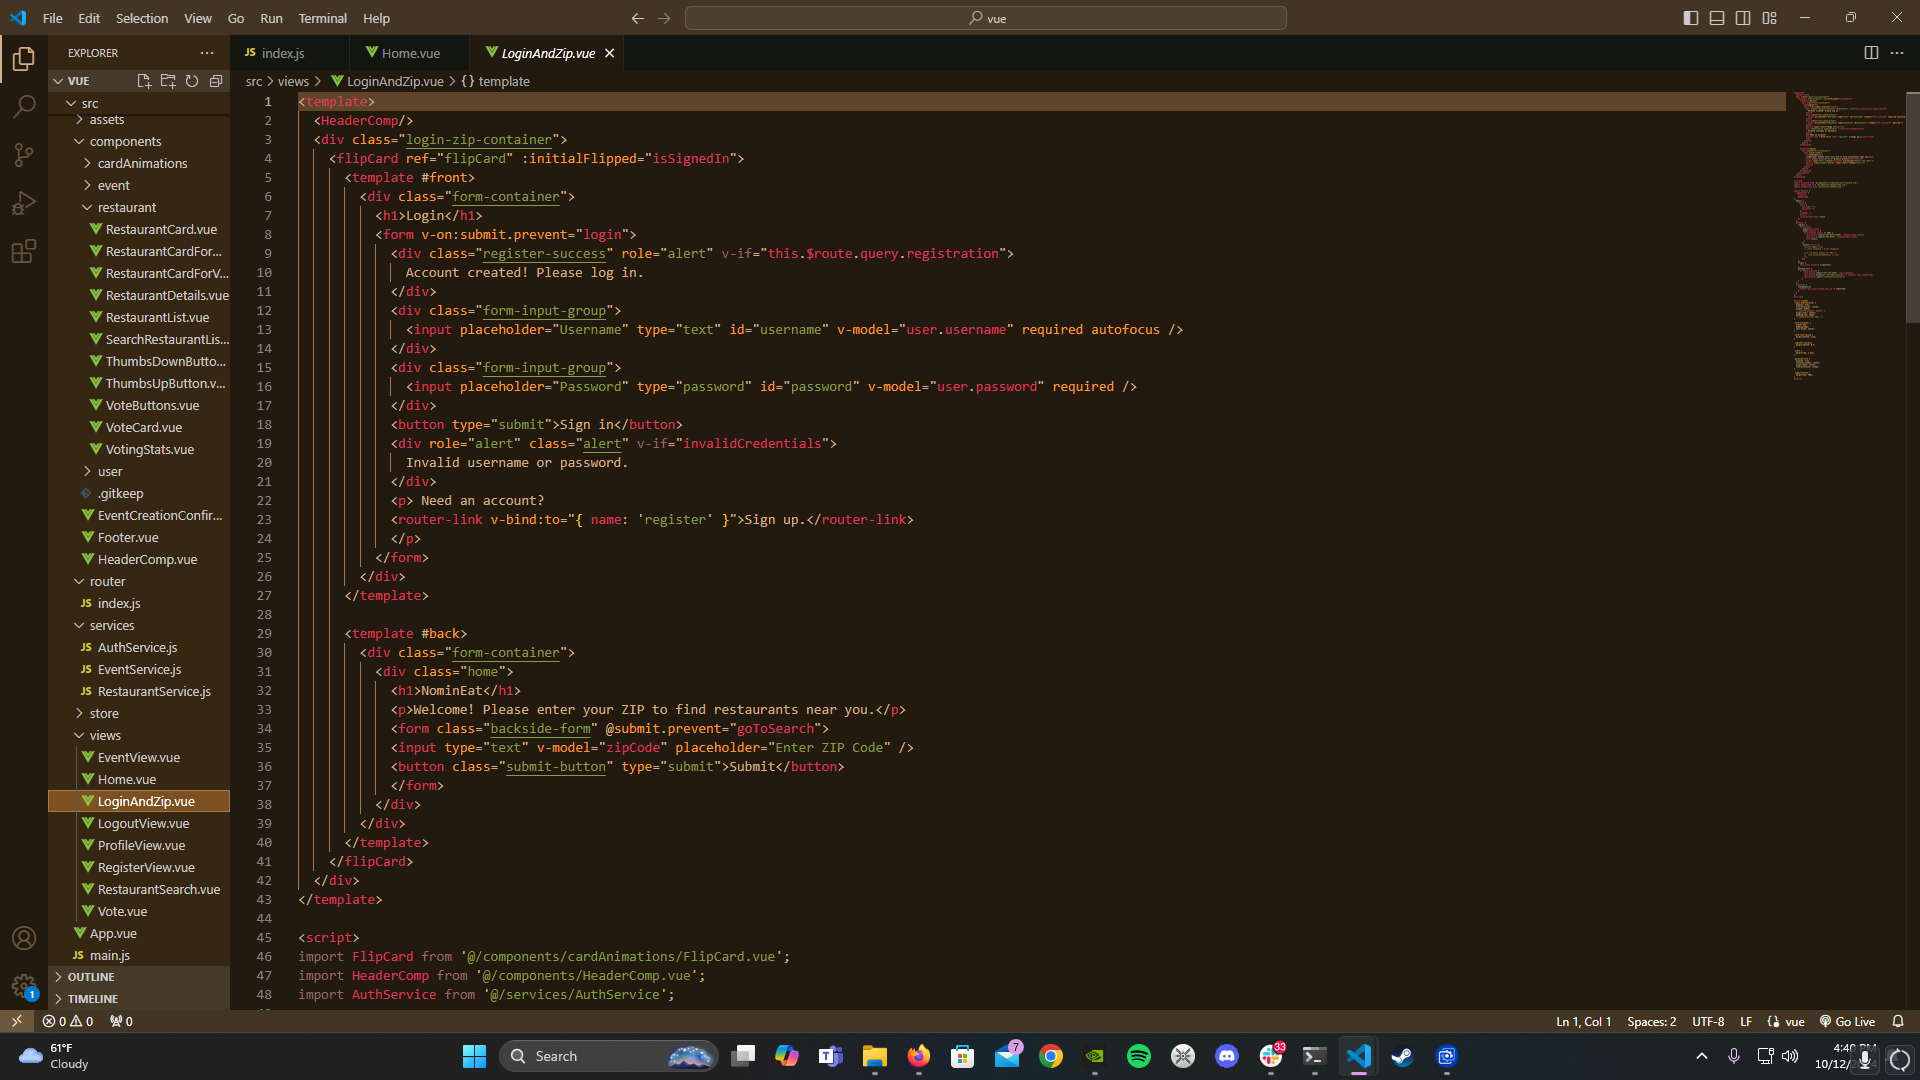 File Edit Selection View Go Run Terminal Help
vue
EXPLORER
VUE
src
assets
components
cardAnimations
event
restaurant
RestaurantCard.vue
RestaurantCardFor...
RestaurantCardForV...
RestaurantDetails.vue
RestaurantList.vue
SearchRestaurantLis...
ThumbsDownButto...
ThumbsUpButton.v...
VoteButtons.vue
VoteCard.vue
VotingStats.vue
user
.gitkeep
EventCreationConfir...
Footer.vue
HeaderComp.vue
router
JS index.js
services
JS AuthService.js
JS EventService.js
JS RestaurantService.js
store
views
EventView.vue
Home.vue
LoginAndZip.vue
LogoutView.vue
ProfileView.vue
RegisterView.vue
RestaurantSearch.vue
Vote.vue
App.vue
JS main.js
OUTLINE
TIMELINE
1
JS index.js Home.vue LoginAndZip.vue
src > views > LoginAndZip.vue > {} template
1 <template>
2 <HeaderComp/>
3 <div class="login-zip-container">
4 <flipCard ref="flipCard" :initialFlipped="isSignedIn">
5 <template #front>
6 <div class="form-container">
7 <h1>Login</h1>
8 <form v-on:submit.prevent="login">
9 <div class="register-success" role="alert" v-if="this.$route.query.registration">
10 Account created! Please log in.
11 </div>
12 <div class="form-input-group">
13 <input placeholder="Username" type="text" id="username" v-model="user.username" required autofocus />
14 </div>
15 <div class="form-input-group">
16 <input placeholder="Password" type="password" id="password" v-model="user.password" required />
17 </div>
18 <button type="submit">Sign in</button>
19 <div role="alert" class="alert" v-if="invalidCredentials">
20 Invalid username or password.
21 </div>
22 <p> Need an account?
23 <router-link v-bind:to="{ name: 'register' }">Sign up.</router-link>
24 </p>
25 </form>
26 </div>
27 </template>
28
29 <template #back>
30 <div class="form-container">
31 <div class="home">
32 <h1>NominEat</h1>
33 <p>Welcome! Please enter your ZIP to find restaurants near you.</p>
34 <form class="backside-form" @submit.prevent="goToSearch">
35 <input type="text" v-model="zipCode" placeholder="Enter ZIP Code" />
36 <button class="submit-button" type="submit">Submit</button>
37 </form>
38 </div>
39 </div>
40 </template>
41 </flipCard>
42 </div>
43 </template>
44
45 <script>
46 import FlipCard from '@/components/cardAnimations/FlipCard.vue';
47 import HeaderComp from '@/components/HeaderComp.vue';
48 import AuthService from '@/services/AuthService';
0 0 0 Ln 1, Col 1 Spaces: 2 UTF-8 LF {} vue Go Live
61°F
Cloudy
Search
7
33
4:40 PM
10/12/